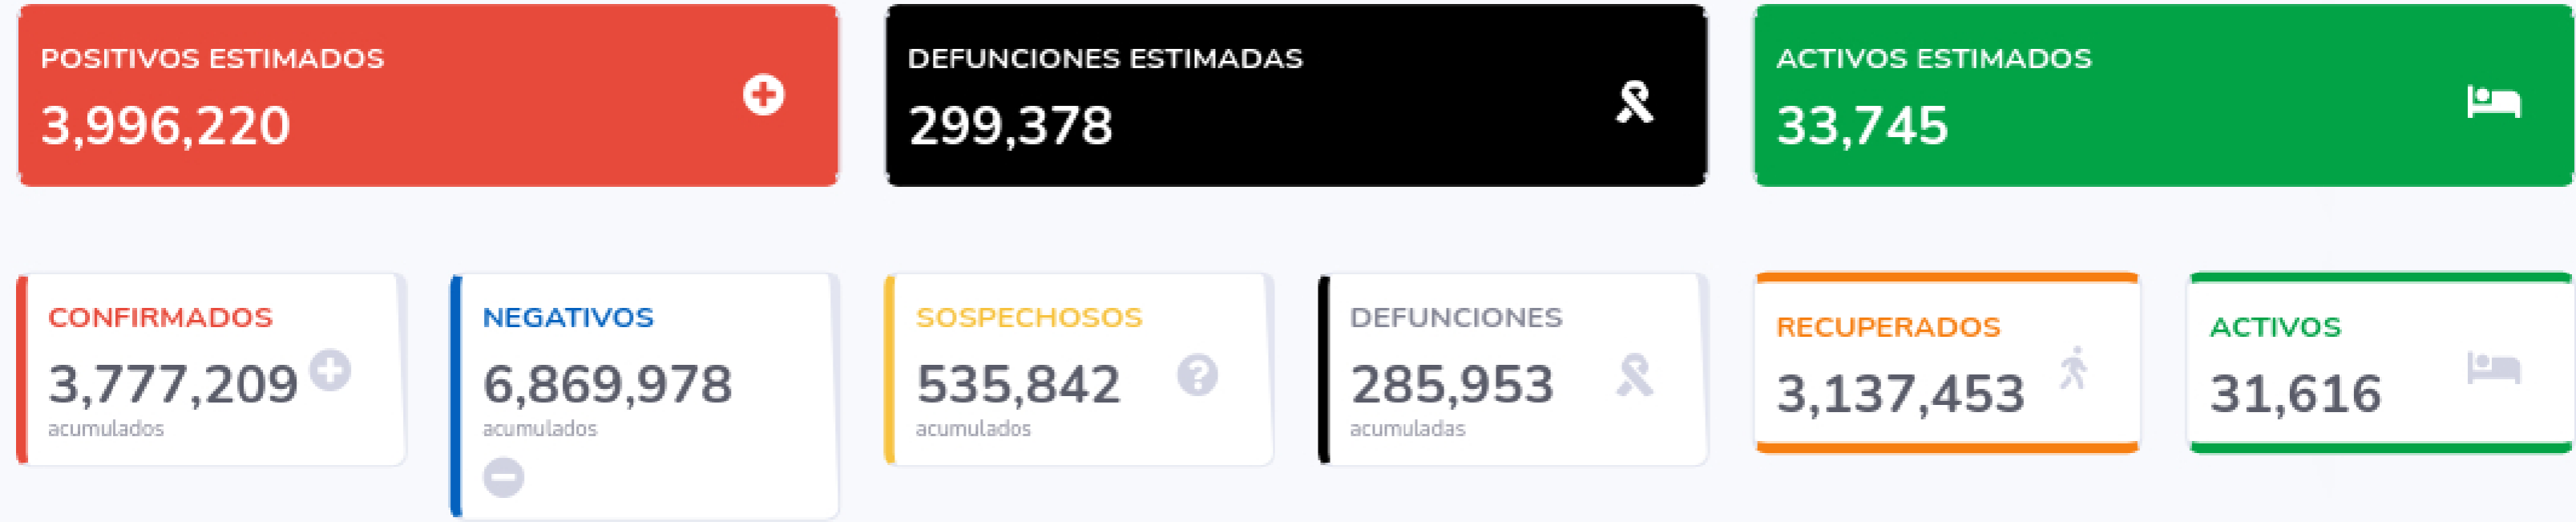 POSITIVOS ESTIMADOS
3,996,220
DEFUNCIONES ESTIMADAS
299,378
ACTIVOS ESTIMADOS
33,745
CONFIRMADOS
3,777,209
acumulados
NEGATIVOS
6,869,978
acumulados
SOSPECHOSOS
535,842
acumulados
DEFUNCIONES
285,953
acumuladas
RECUPERADOS
3,137,453
ACTIVOS
31,616